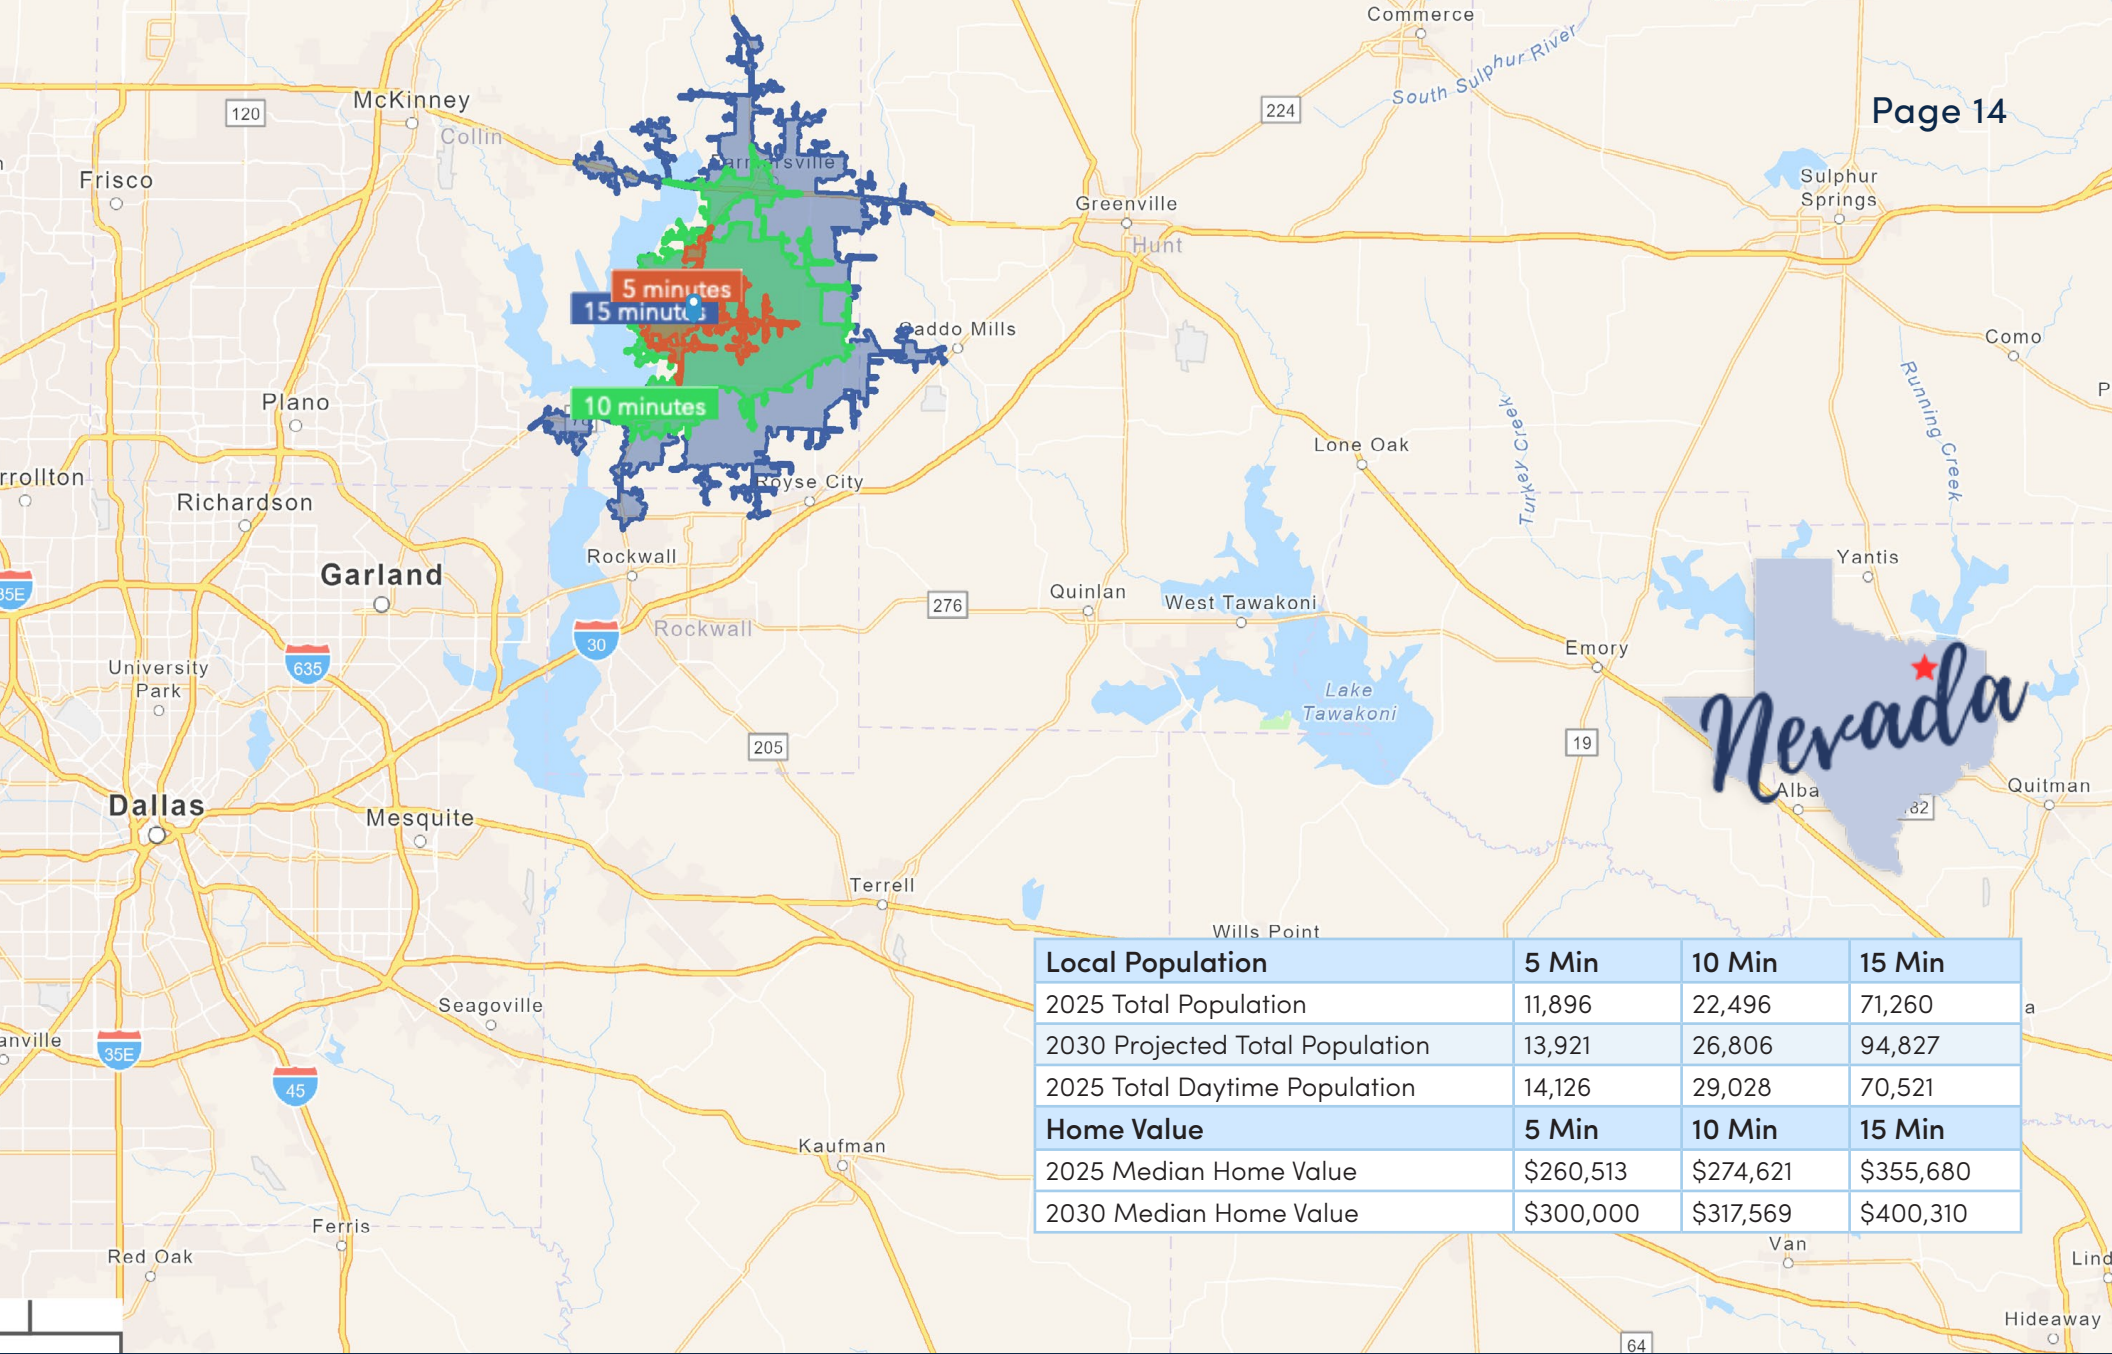 Commerce
South Sulphur River
Page 14
McKinney
120
224
Collin
Frisco
Sulphur
Springs
Greenville
Hunt
5 minutes
15 minutes
Caddo Mills
Como
Running Creek
Plano
10 minutes
Turkey Creek
Lone Oak
rrollton
Richardson
Royse City
Rockwall
Yantis
Garland
35E
Quinlan
West Tawakoni
276
30
Rockwall
Emory
University
Park
635
Lake
Tawakoni
Nevada
205
19
Alba
Quitman
82
Dallas
Mesquite
Terrell
Wills Point
Local Population 5 Min 10 Min 15 Min
2025 Total Population 11,896 22,496 71,260
2030 Projected Total Population 13,921 26,806 94,827
2025 Total Daytime Population 14,126 29,028 70,521
Home Value 5 Min 10 Min 15 Min
2025 Median Home Value $260,513 $274,621 $355,680
2030 Median Home Value $300,000 $317,569 $400,310
Seagoville
a
anville
35E
45
Kaufman
Ferris
Red Oak
Van
Lind
Hideaway
64